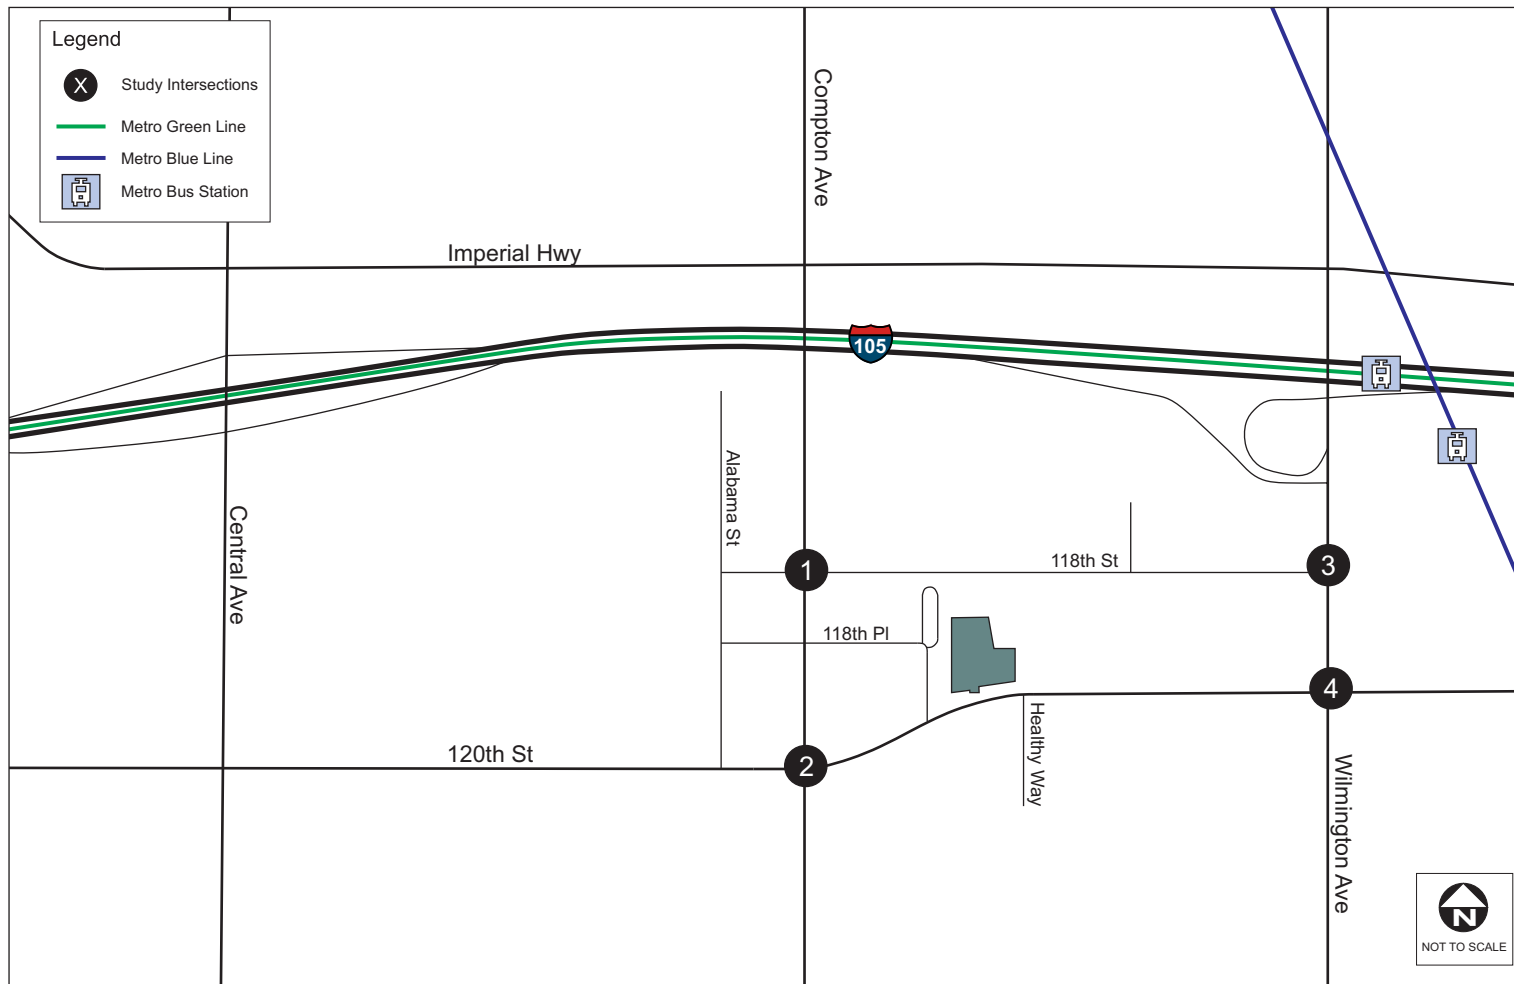 Legend
X
Study Intersections
Metro Green Line
Metro Blue Line
Metro Bus Station
Compton Ave
Imperial Hwy
105
Alabama St
Central Ave
1
118th St
3
118th Pl
4
Healthy Way
120th St
2
Wilmington Ave
N
NOT TO SCALE